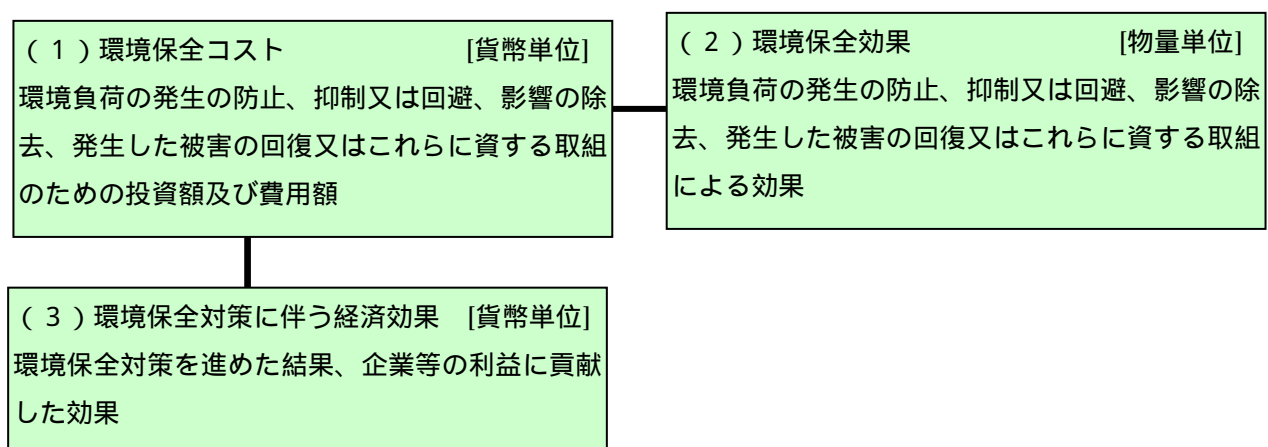 （１）環境保全コスト [貨幣単位]
環境負荷の発生の防止、抑制又は回避、影響の除
去、発生した被害の回復又はこれらに資する取組
のための投資額及び費用額
（２）環境保全効果 [物量単位]
環境負荷の発生の防止、抑制又は回避、影響の除
去、発生した被害の回復又はこれらに資する取組
による効果
（３）環境保全対策に伴う経済効果 [貨幣単位]
環境保全対策を進めた結果、企業等の利益に貢献
した効果